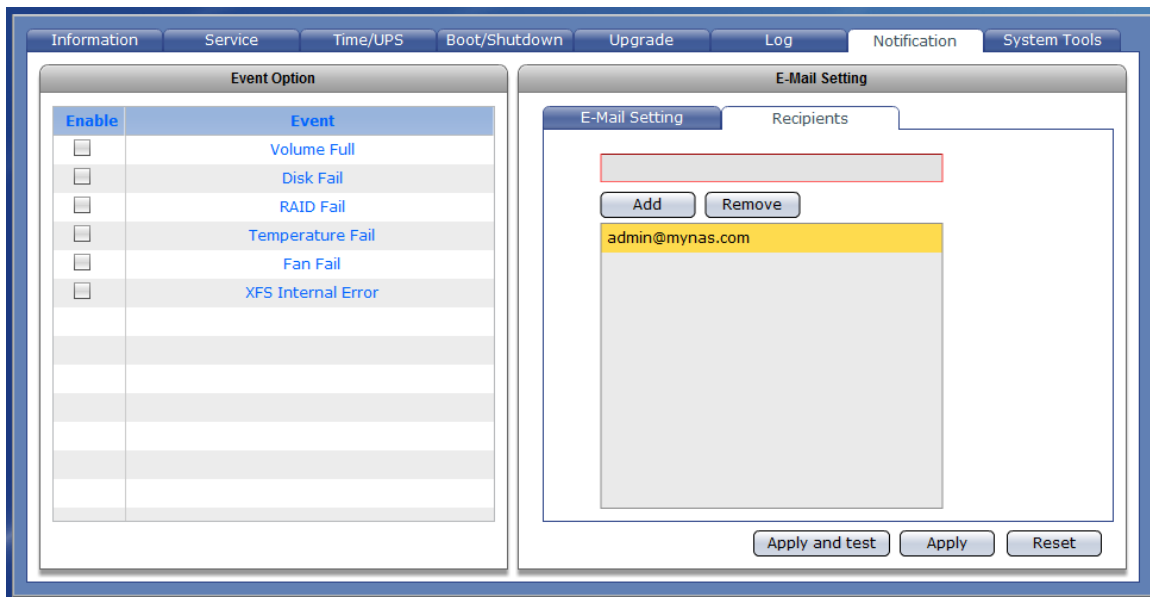 Information Service Time/UPS Boot/Shutdown Upgrade Log Notification System Tools
Event Option
Enable Event
Volume Full
Disk Fail
RAID Fail
Temperature Fail
Fan Fail
XFS Internal Error
E-Mail Setting
E-Mail Setting Recipients
Add Remove
admin@mynas.com
Apply and test Apply Reset